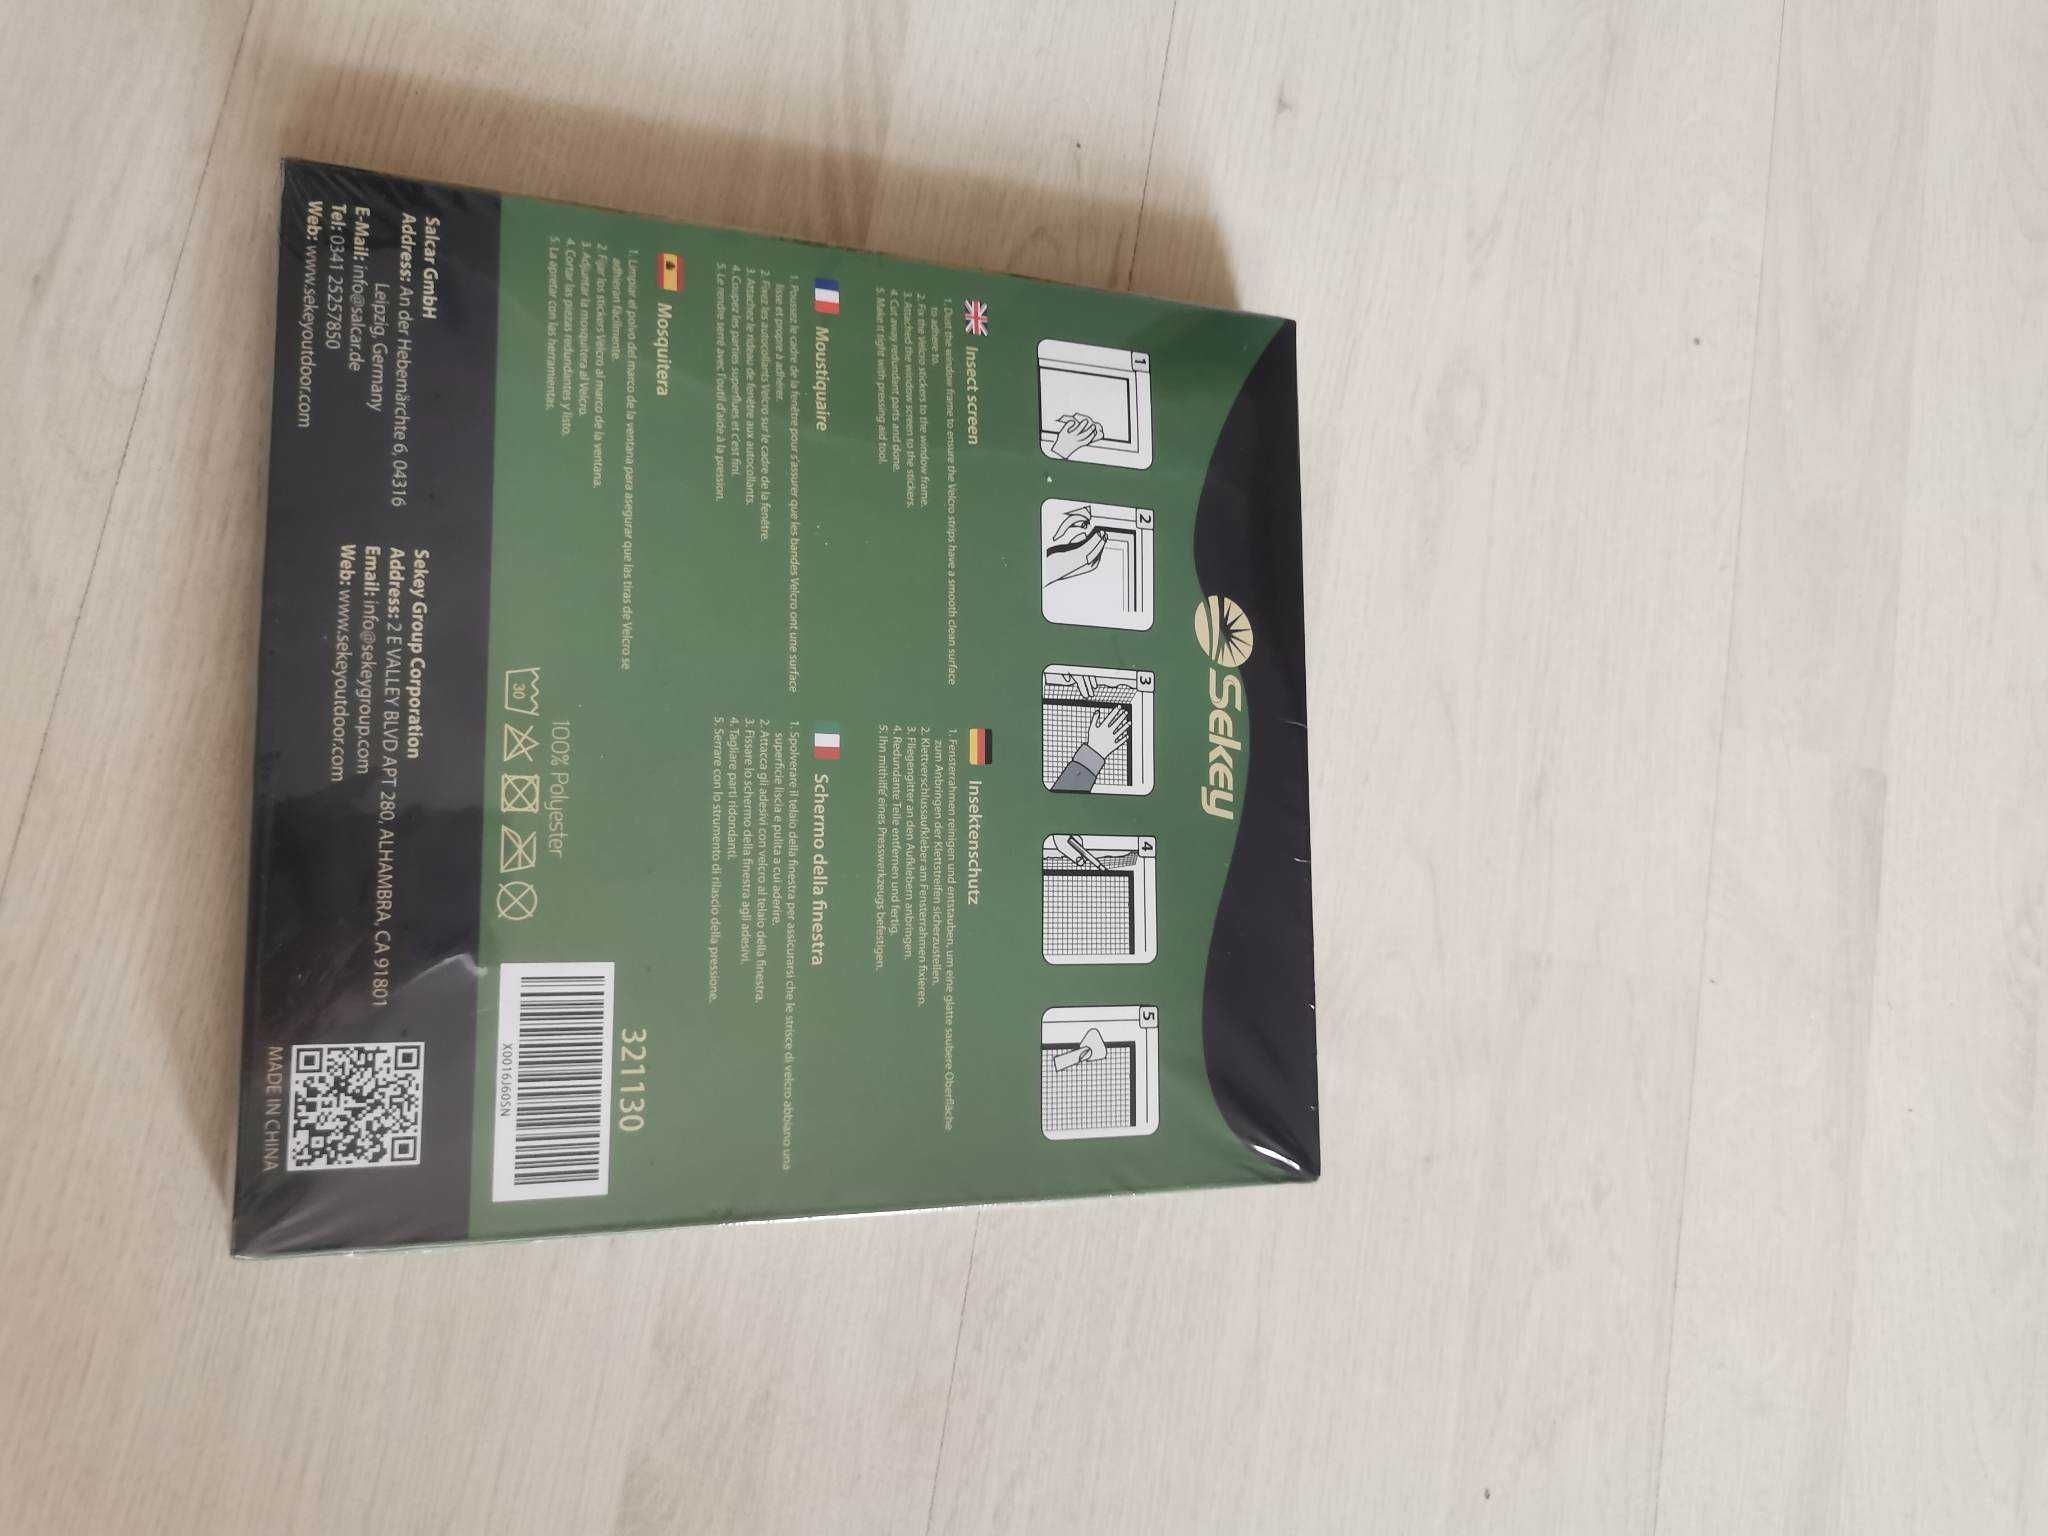 Sekey
1
2
3
4
5
Insect screen
1. Dust the window frame to ensure the Velcro strips have a smooth clean surface
to adhere to.
2. Fix the Velcro stickers to the window frame.
3. Attached the window screen to the stickers.
4. Cut away redundant parts and done.
5. Make it tight with pressing aid tool.
Insektenschutz
1. Fensterrahmen reinigen und entstauben, um eine glatte saubere Oberfläche
zum Anbringen der Klettstreifen sicherzustellen.
2. Klettverschlussaufkleber am Fensterrahmen fixieren.
3. Fliegengitter an den Aufklebern anbringen.
4. Redundante Teile entfernen und fertig.
5. Ihn mithilfe eines Presswerkzeugs befestigen.
Moustiquaire
1. Poussez le cadre de la fenêtre pour s'assurer que les bandes Velcro ont une surface
lisse et propre à adhérer.
2. Fixez les autocollants Velcro sur le cadre de la fenêtre.
3. Attachez le rideau de fenêtre aux autocollants.
4. Coupez les parties superflues et c'est fini.
5. Le rendre serré avec l'outil d'aide à la pression.
Schermo della finestra
1. Spolverare il telaio della finestra per assicurarsi che le strisce di velcro abbiano una
superficie liscia e pulita a cui aderire.
2. Attacca gli adesivi con velcro al telaio della finestra.
3. Fissare lo schermo della finestra agli adesivi.
4. Tagliare parti ridondanti.
5. Serrare con lo strumento di rilascio della pressione.
Mosquitera
1. Limpiar el polvo del marco de la ventana para asegurar que las tiras de Velcro se
adhieran fácilmente.
2. Fijar los stickers Velcro al marco de la ventana.
3. Adjuntar la mosquitera al Velcro.
4. Cortar las piezas redundantes y listo.
5. La apretar con las herramientas.
321130
100% Polyester
30
X0016J6O5N
Salcar GmbH
Address: An der Hebemärchte 6, 04316
Leipzig, Germany
E-Mail: info@salcar.de
Tel: 0341 25257850
Web: www.sekeyoutdoor.com
Sekey Group Corporation
Address: 2 E VALLEY BLVD APT 280, ALHAMBRA, CA 91801
Email: info@sekeygroup.com
Web: www.sekeyoutdoor.com
MADE IN CHINA